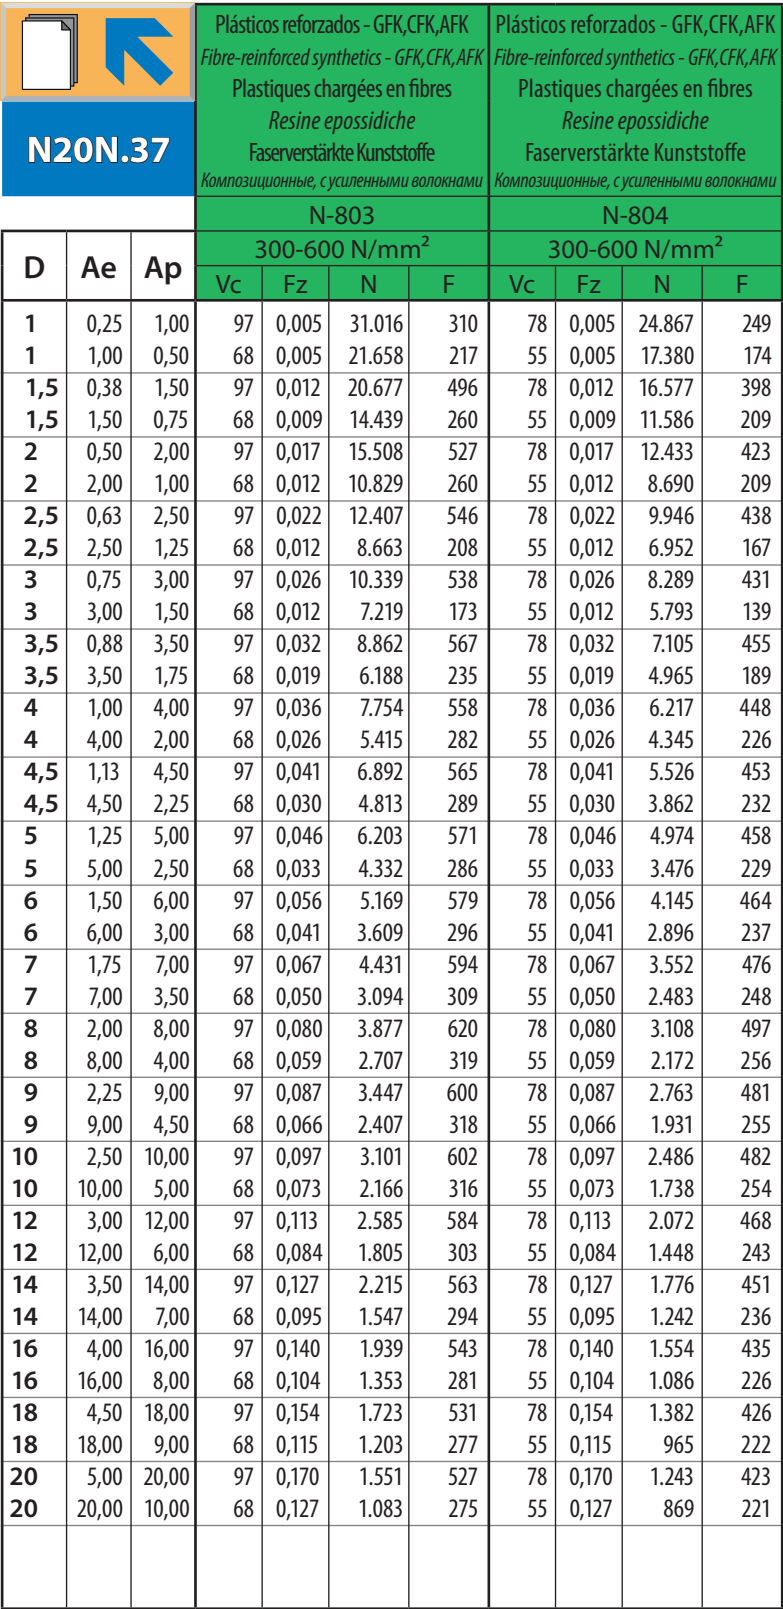 Plásticos reforzados - GFK,CFK,AFK Plásticos reforzados - GFK,CFK,AFK
Fibre-reinforced synthetics - GFK,CFK,AFK Fibre-reinforced synthetics - GFK,CFK,AFK
Plastiques chargées en fibres Plastiques chargées en fibres
N20N.37 Resine epossidiche Resine epossidiche
Faserverstärkte Kunststoffe Faserverstärkte Kunststoffe
Композиционные, с усиленными волокнами Композиционные, с усиленными волокнами
N-803 N-804
300-600 N/mm² 300-600 N/mm²
D Ae Ap Vc Fz N F Vc Fz N F
1 0,25 1,00 97 0,005 31.016 310 78 0,005 24.867 249
1 1,00 0,50 68 0,005 21.658 217 55 0,005 17.380 174
1,5 0,38 1,50 97 0,012 20.677 496 78 0,012 16.577 398
1,5 1,50 0,75 68 0,009 14.439 260 55 0,009 11.586 209
2 0,50 2,00 97 0,017 15.508 527 78 0,017 12.433 423
2 2,00 1,00 68 0,012 10.829 260 55 0,012 8.690 209
2,5 0,63 2,50 97 0,022 12.407 546 78 0,022 9.946 438
2,5 2,50 1,25 68 0,012 8.663 208 55 0,012 6.952 167
3 0,75 3,00 97 0,026 10.339 538 78 0,026 8.289 431
3 3,00 1,50 68 0,012 7.219 173 55 0,012 5.793 139
3,5 0,88 3,50 97 0,032 8.862 567 78 0,032 7.105 455
3,5 3,50 1,75 68 0,019 6.188 235 55 0,019 4.965 189
4 1,00 4,00 97 0,036 7.754 558 78 0,036 6.217 448
4 4,00 2,00 68 0,026 5.415 282 55 0,026 4.345 226
4,5 1,13 4,50 97 0,041 6.892 565 78 0,041 5.526 453
4,5 4,50 2,25 68 0,030 4.813 289 55 0,030 3.862 232
5 1,25 5,00 97 0,046 6.203 571 78 0,046 4.974 458
5 5,00 2,50 68 0,033 4.332 286 55 0,033 3.476 229
6 1,50 6,00 97 0,056 5.169 579 78 0,056 4.145 464
6 6,00 3,00 68 0,041 3.609 296 55 0,041 2.896 237
7 1,75 7,00 97 0,067 4.431 594 78 0,067 3.552 476
7 7,00 3,50 68 0,050 3.094 309 55 0,050 2.483 248
8 2,00 8,00 97 0,080 3.877 620 78 0,080 3.108 497
8 8,00 4,00 68 0,059 2.707 319 55 0,059 2.172 256
9 2,25 9,00 97 0,087 3.447 600 78 0,087 2.763 481
9 9,00 4,50 68 0,066 2.407 318 55 0,066 1.931 255
10 2,50 10,00 97 0,097 3.101 602 78 0,097 2.486 482
10 10,00 5,00 68 0,073 2.166 316 55 0,073 1.738 254
12 3,00 12,00 97 0,113 2.585 584 78 0,113 2.072 468
12 12,00 6,00 68 0,084 1.805 303 55 0,084 1.448 243
14 3,50 14,00 97 0,127 2.215 563 78 0,127 1.776 451
14 14,00 7,00 68 0,095 1.547 294 55 0,095 1.242 236
16 4,00 16,00 97 0,140 1.939 543 78 0,140 1.554 435
16 16,00 8,00 68 0,104 1.353 281 55 0,104 1.086 226
18 4,50 18,00 97 0,154 1.723 531 78 0,154 1.382 426
18 18,00 9,00 68 0,115 1.203 277 55 0,115 965 222
20 5,00 20,00 97 0,170 1.551 527 78 0,170 1.243 423
20 20,00 10,00 68 0,127 1.083 275 55 0,127 869 221